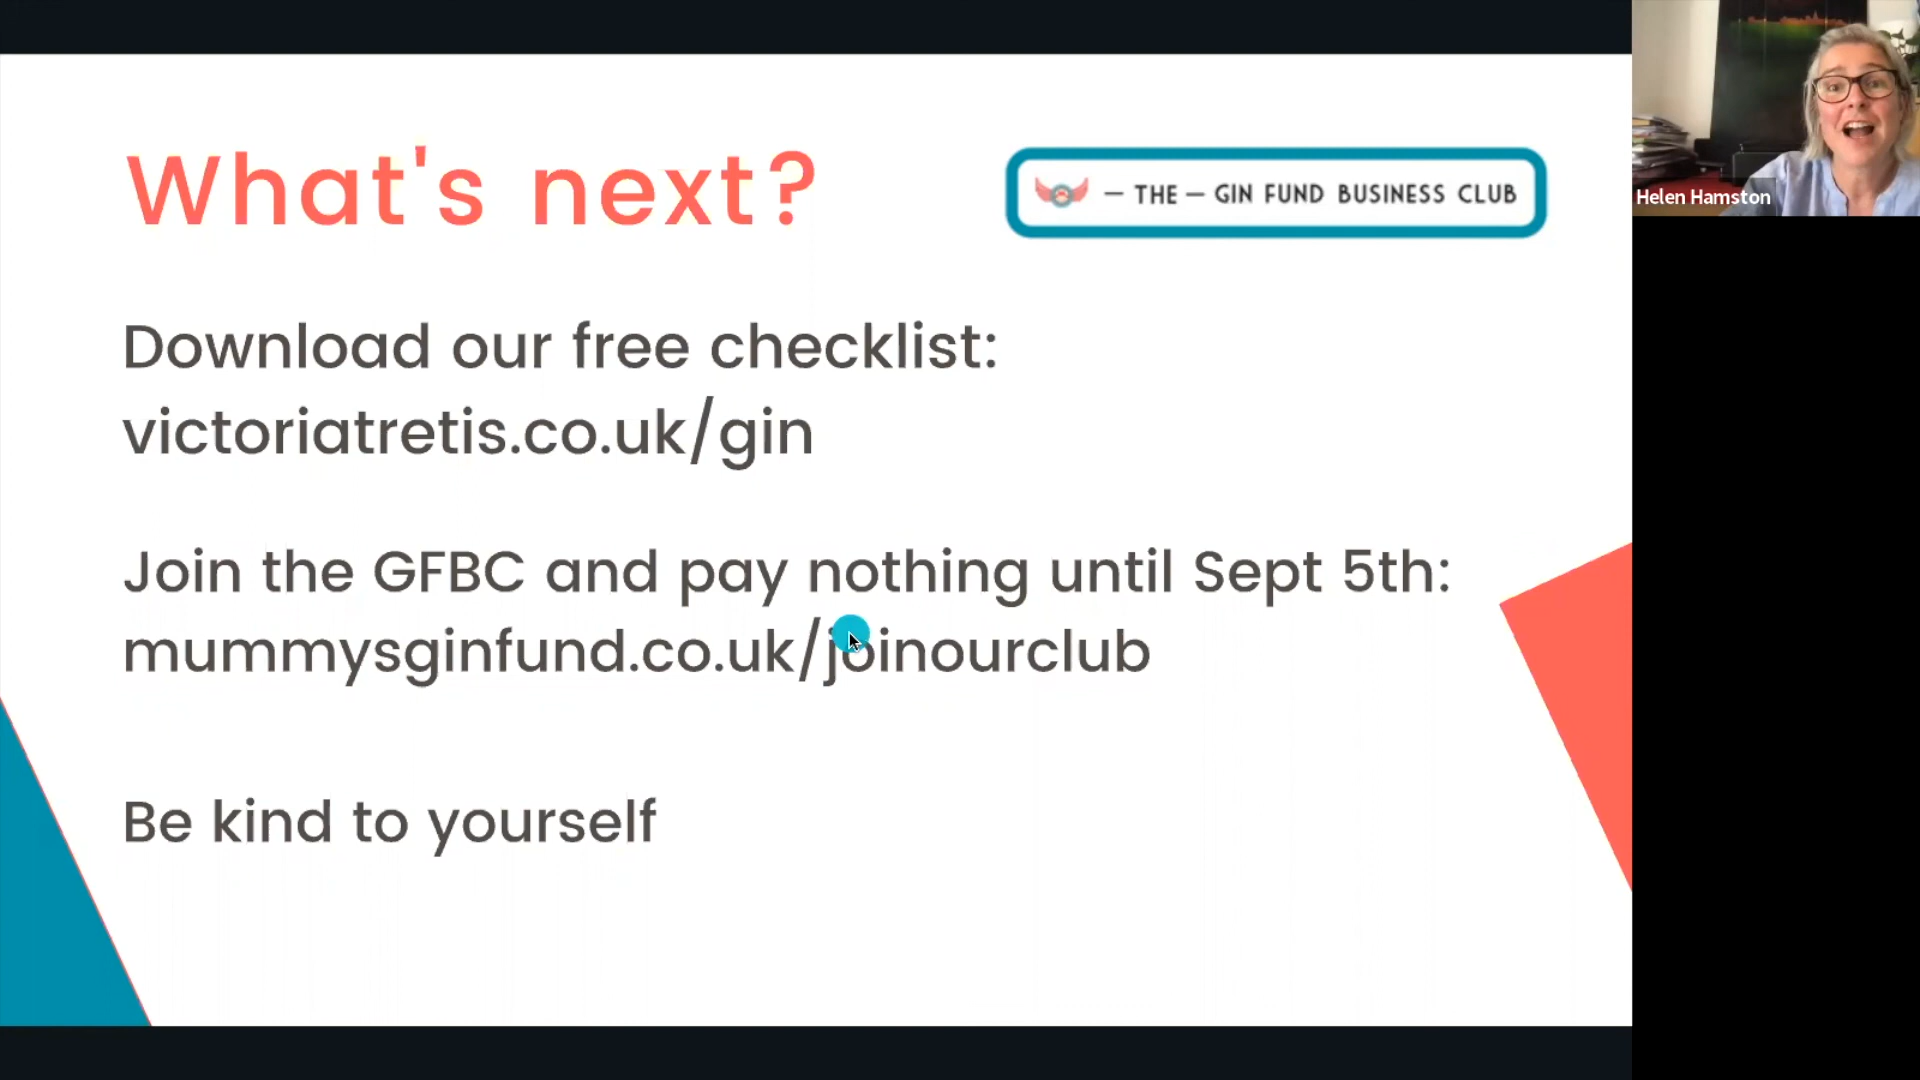 What's next?
— THE — GIN FUND BUSINESS CLUB
Helen Hamston
Download our free checklist:
victoriatretis.co.uk/gin
Join the GFBC and pay nothing until Sept 5th:
mummysginfund.co.uk/joinourclub
Be kind to yourself